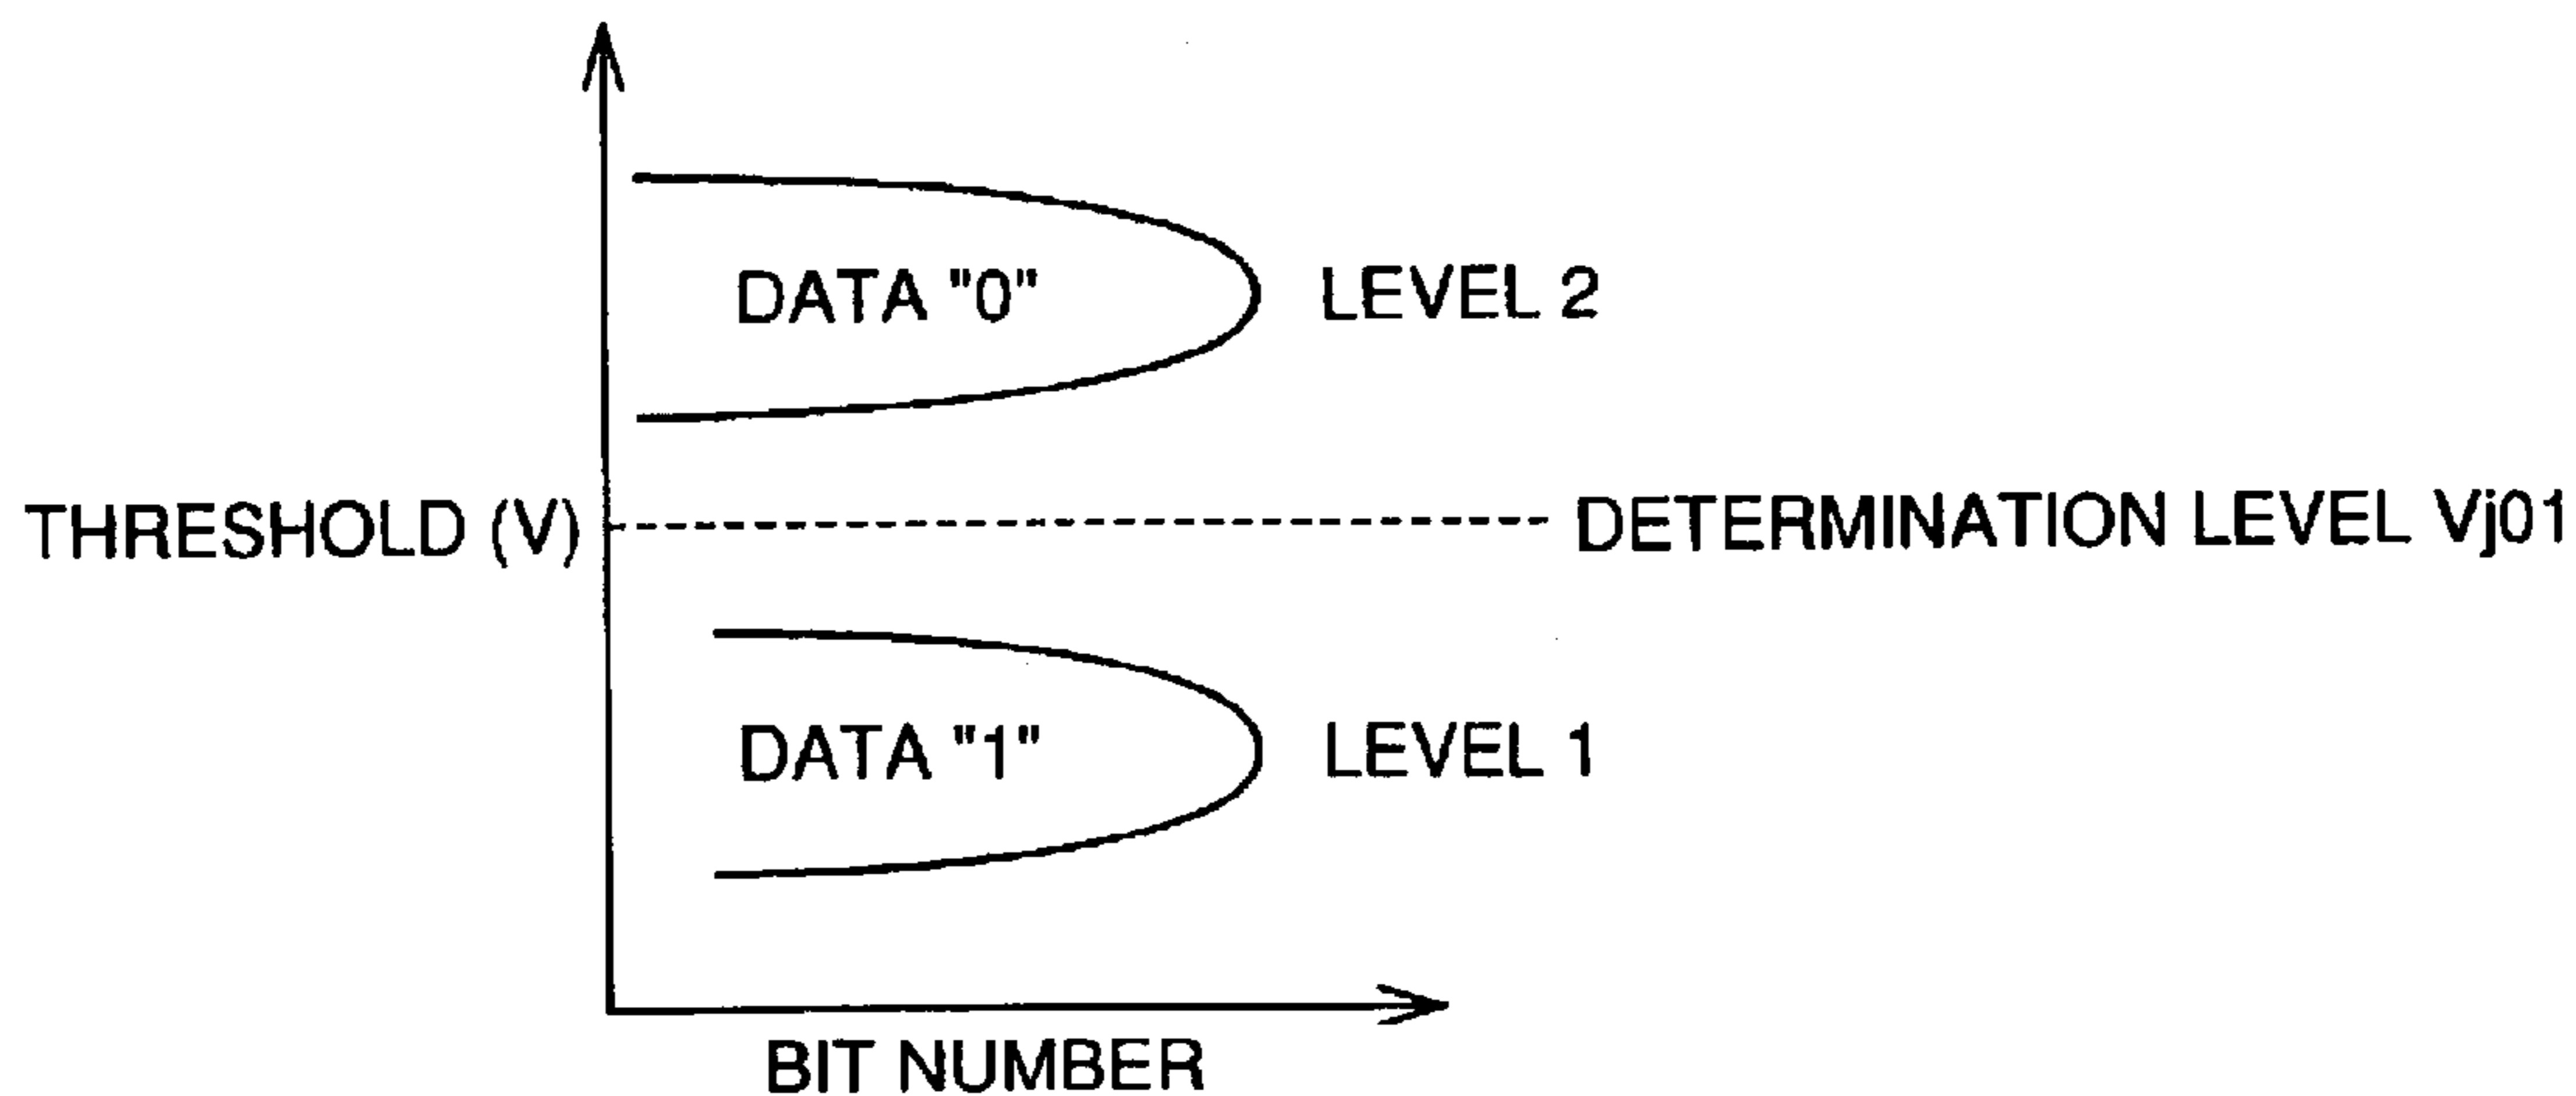 DATA "0"
LEVEL 2
THRESHOLD (V)
DETERMINATION LEVEL Vj01
DATA "1"
LEVEL 1
BIT NUMBER